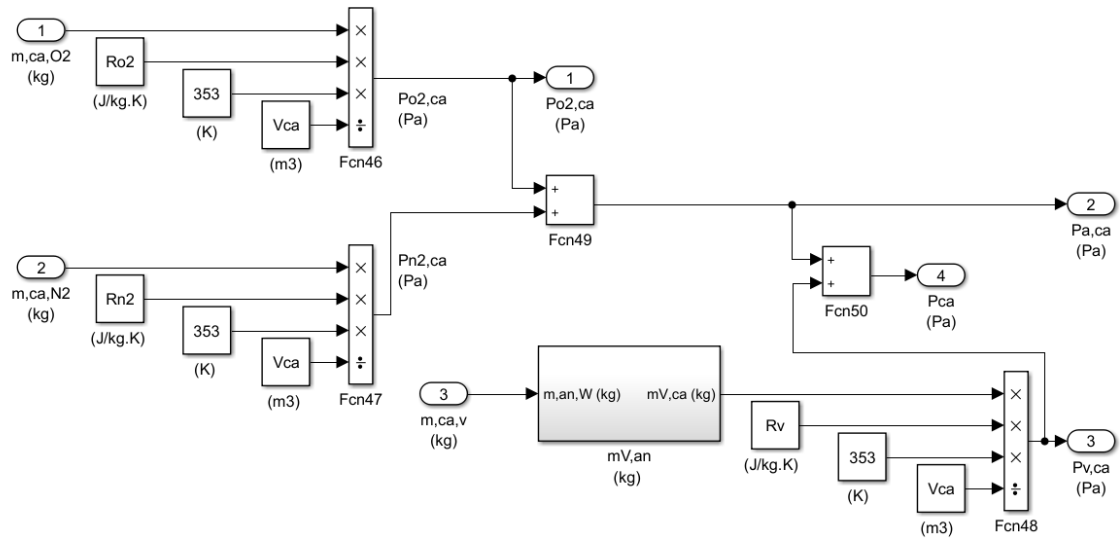 1
m,ca,O2
(kg)
Ro2
(J/kg.K)
353
(K)
Vca
(m3)
×
×
×
÷
Fcn46
Po2,ca
(Pa)
1
Po2,ca
(Pa)
+
+
Fcn49
2
Pa,ca
(Pa)
2
m,ca,N2
(kg)
Rn2
(J/kg.K)
353
(K)
Vca
(m3)
×
×
×
÷
Fcn47
Pn2,ca
(Pa)
+
+
Fcn50
4
Pca
(Pa)
3
m,ca,v
(kg)
m,an,W (kg)
mV,ca (kg)
mV,an
(kg)
Rv
(J/kg.K)
353
(K)
Vca
(m3)
×
×
×
÷
Fcn48
3
Pv,ca
(Pa)